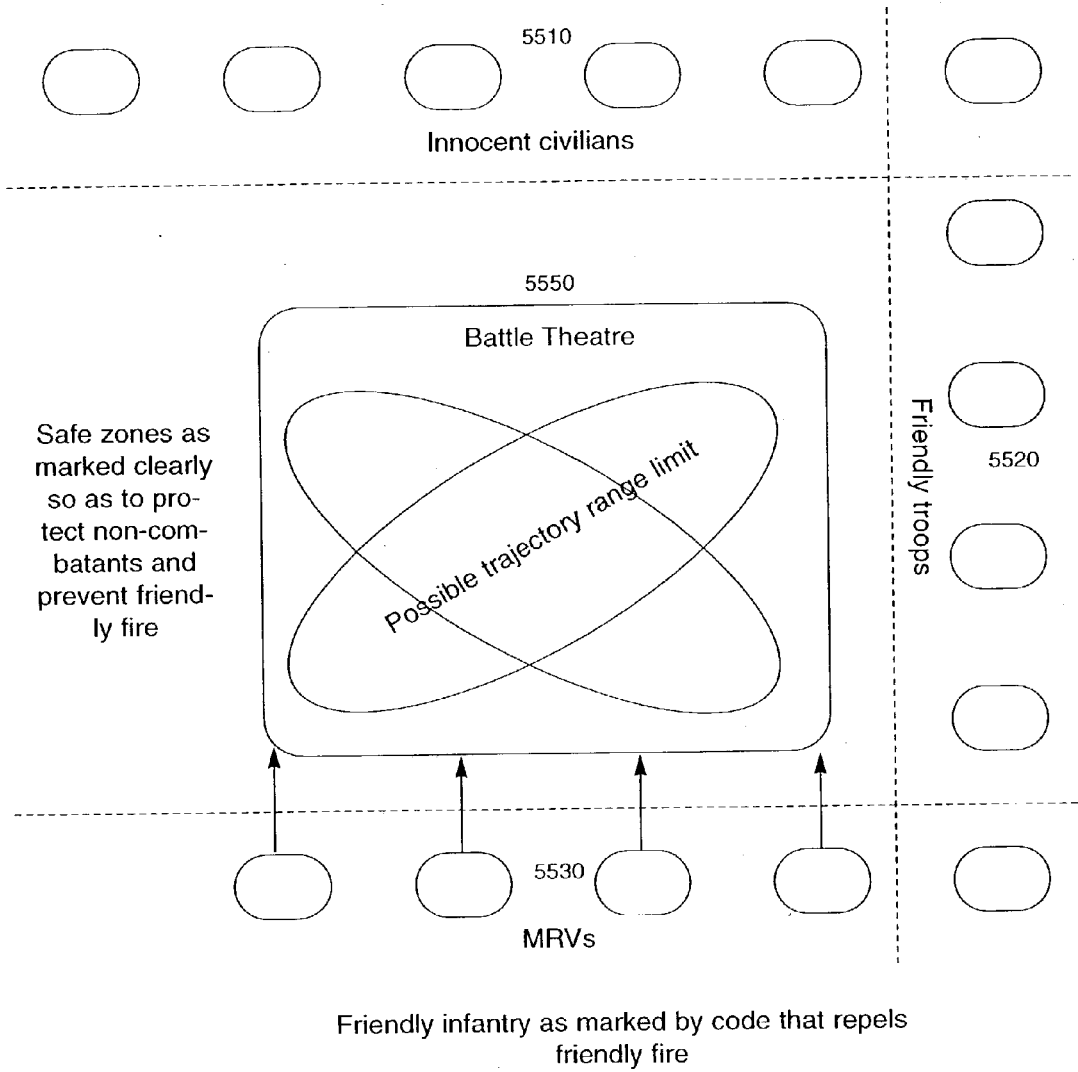 5510
Innocent civilians
5550
Battle Theatre
Possible trajectory range limit
Safe zones as
marked clearly
so as to pro-
tect non-com-
batants and
prevent friend-
ly fire
Friendly troops
5520
5530
MRVs
Friendly infantry as marked by code that repels
friendly fire